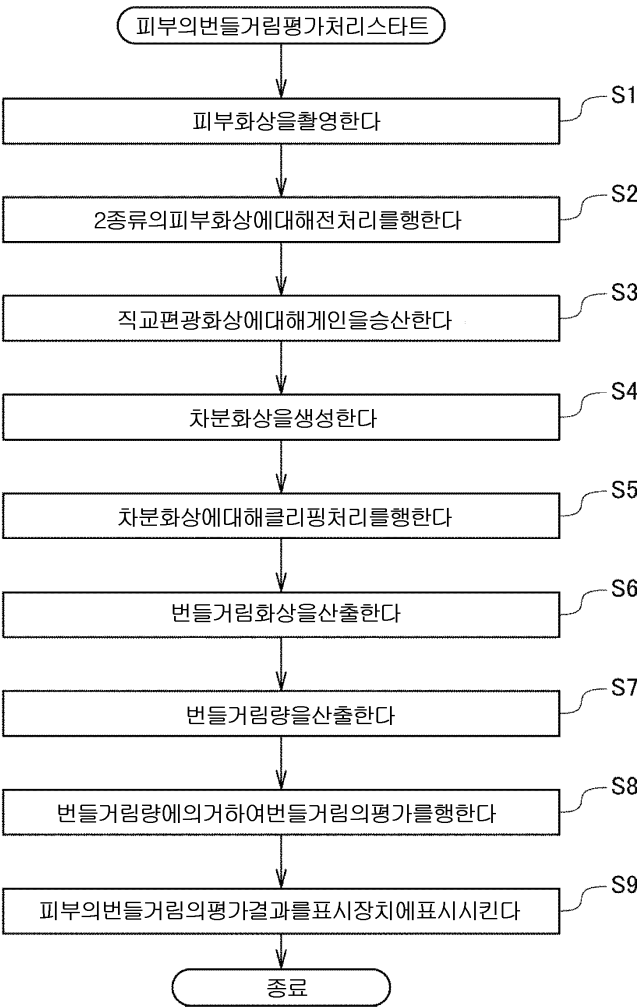 피부의번들거림평가처리스타트
S1
피부화상을촬영한다
S2
2종류의피부화상에대해전처리를행한다
S3
직교편광화상에대해게인을승산한다
S4
차분화상을생성한다
S5
차분화상에대해클리핑처리를행한다
S6
번들거림화상을산출한다
S7
번들거림량을산출한다
S8
번들거림량에의거하여번들거림의평가를행한다
S9
피부의번들거림의평가결과를표시장치에표시시킨다
종료